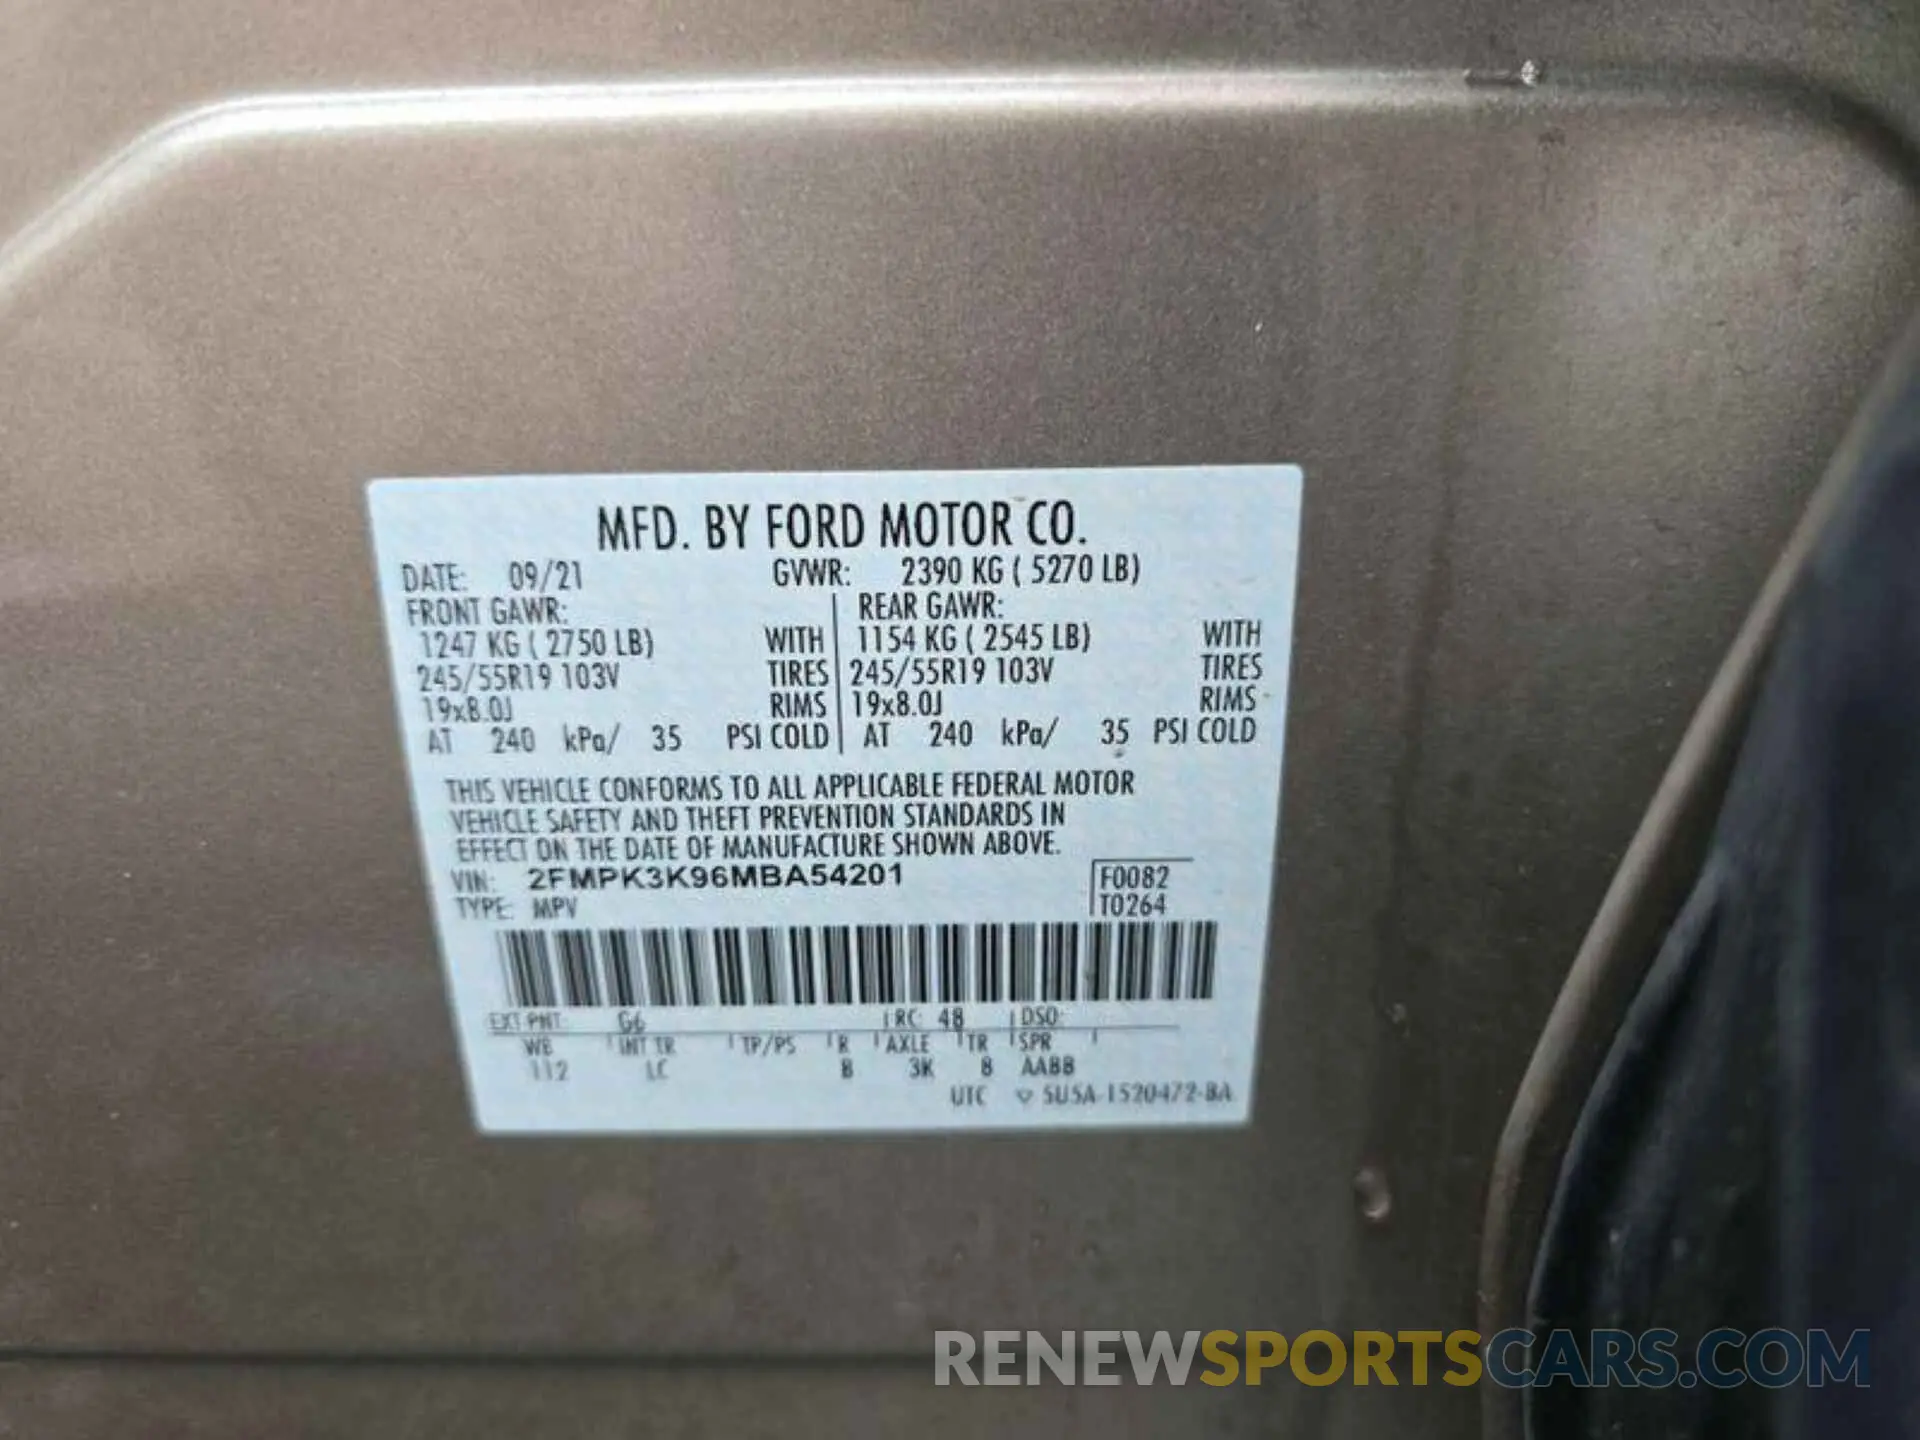 MFD. BY FORD MOTOR CO.
DATE: 09/21 GVWR: 2390 KG ( 5270 LB)
FRONT GAWR: REAR GAWR:
1247 KG ( 2750 LB) WITH 1154 KG ( 2545 LB) WITH
245/55R19 103V TIRES 245/55R19 103V TIRES
19x8.0J RIMS 19x8.0J RIMS
AT 240 kPa/ 35 PSI COLD AT 240 kPa/ 35 PSI COLD
THIS VEHICLE CONFORMS TO ALL APPLICABLE FEDERAL MOTOR
VEHICLE SAFETY AND THEFT PREVENTION STANDARDS IN
EFFECT ON THE DATE OF MANUFACTURE SHOWN ABOVE.
VIN: 2FMPK3K96MBA54201 F0082
TYPE: MPV T0264
EXT PNT: G6 RC: 48 DSO:
WB INT TR TP/PS R AXLE TR SPR
112 LC B 3K 8 AABB
UTC ▽ 5U5A-1520472-BA
RENEWSPORTSCARS.COM